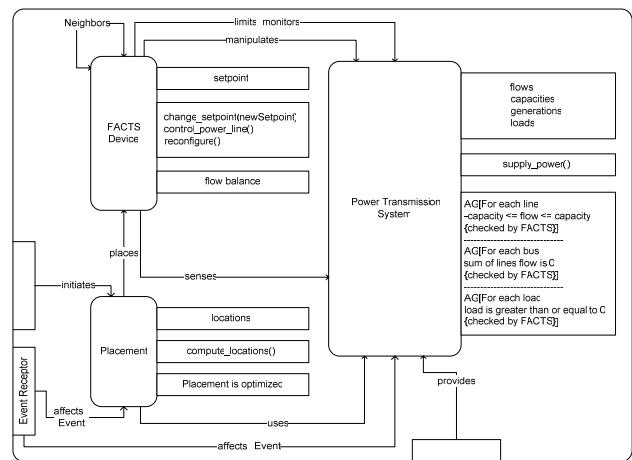 Neighbors
limits monitors
manipulates
FACTS
Device
setpoint
change_setpoint(newSetpoint)
control_power_line()
reconfigure()
flow balance
Power Transmission
System
flows
capacities
generations
loads
supply_power()
AG[For each line
-capacity <= flow <= capacity
{checked by FACTS}]
------------------------------
AG[For each bus
sum of lines flow is 0
{checked by FACTS}]
------------------------------
AG[For each load
load is greater than or equal to 0
{checked by FACTS}]
places
senses
initiates
Placement
locations
compute_locations()
Placement is optimized
Event Receptor
affects
Event
uses
provides
affects Event